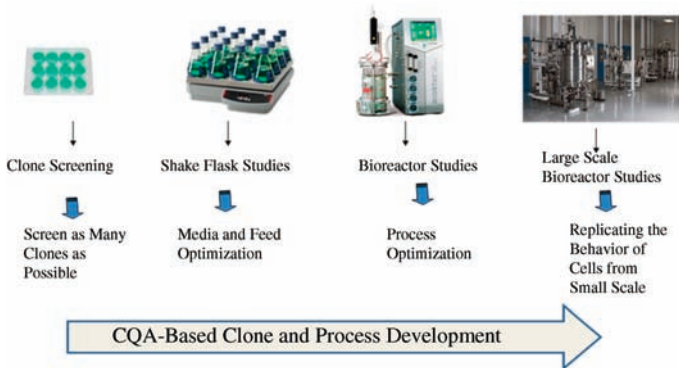 Clone Screening
Shake Flask Studies
Bioreactor Studies
Large Scale
Bioreactor Studies
Screen as Many
Clones as
Possible
Media and Feed
Optimization
Process
Optimization
Replicating the
Behavior of
Cells from
Small Scale
CQA-Based Clone and Process Development